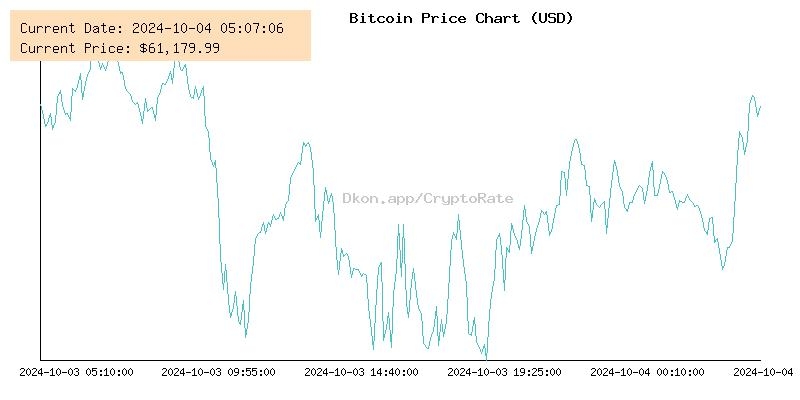 Bitcoin Price Chart (USD)
Current Date: 2024-10-04 05:07:06
Current Price: $61,179.99
Dkon.app/CryptoRate
2024-10-03 05:10:00 2024-10-03 09:55:00 2024-10-03 14:40:00 2024-10-03 19:25:00 2024-10-04 00:10:00 2024-10-04